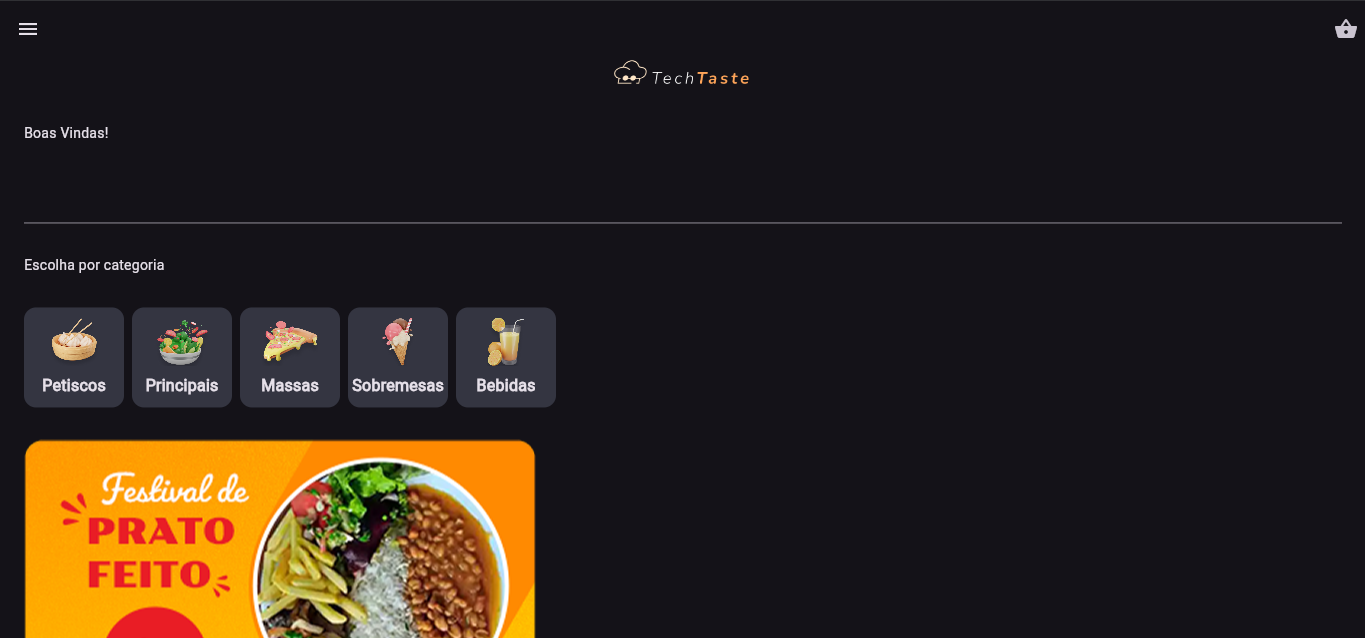 TechTaste
Boas Vindas!
Escolha por categoria
Petiscos
Principais
Massas
Sobremesas
Bebidas
Festival de
PRATO
FEITO